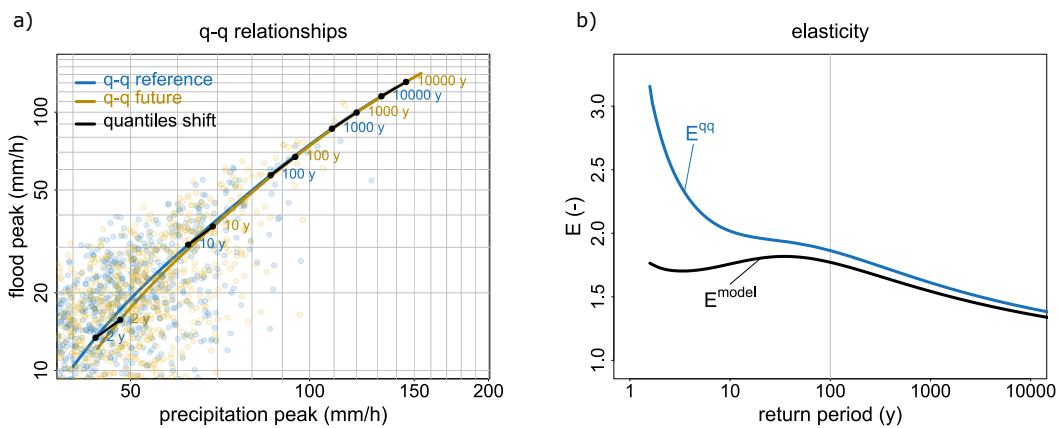 a)
q-q relationships
q-q reference
q-q future
quantiles shift
10000 y
10000 y
1000 y
1000 y
100 y
100 y
10 y
10 y
2 y
2 y
100
50
20
10
flood peak (mm/h)
50
100
150
200
precipitation peak (mm/h)
b)
elasticity
E^qq
E^model
3.0
2.5
2.0
1.5
1.0
E (-)
1
10
100
1000
10000
return period (y)